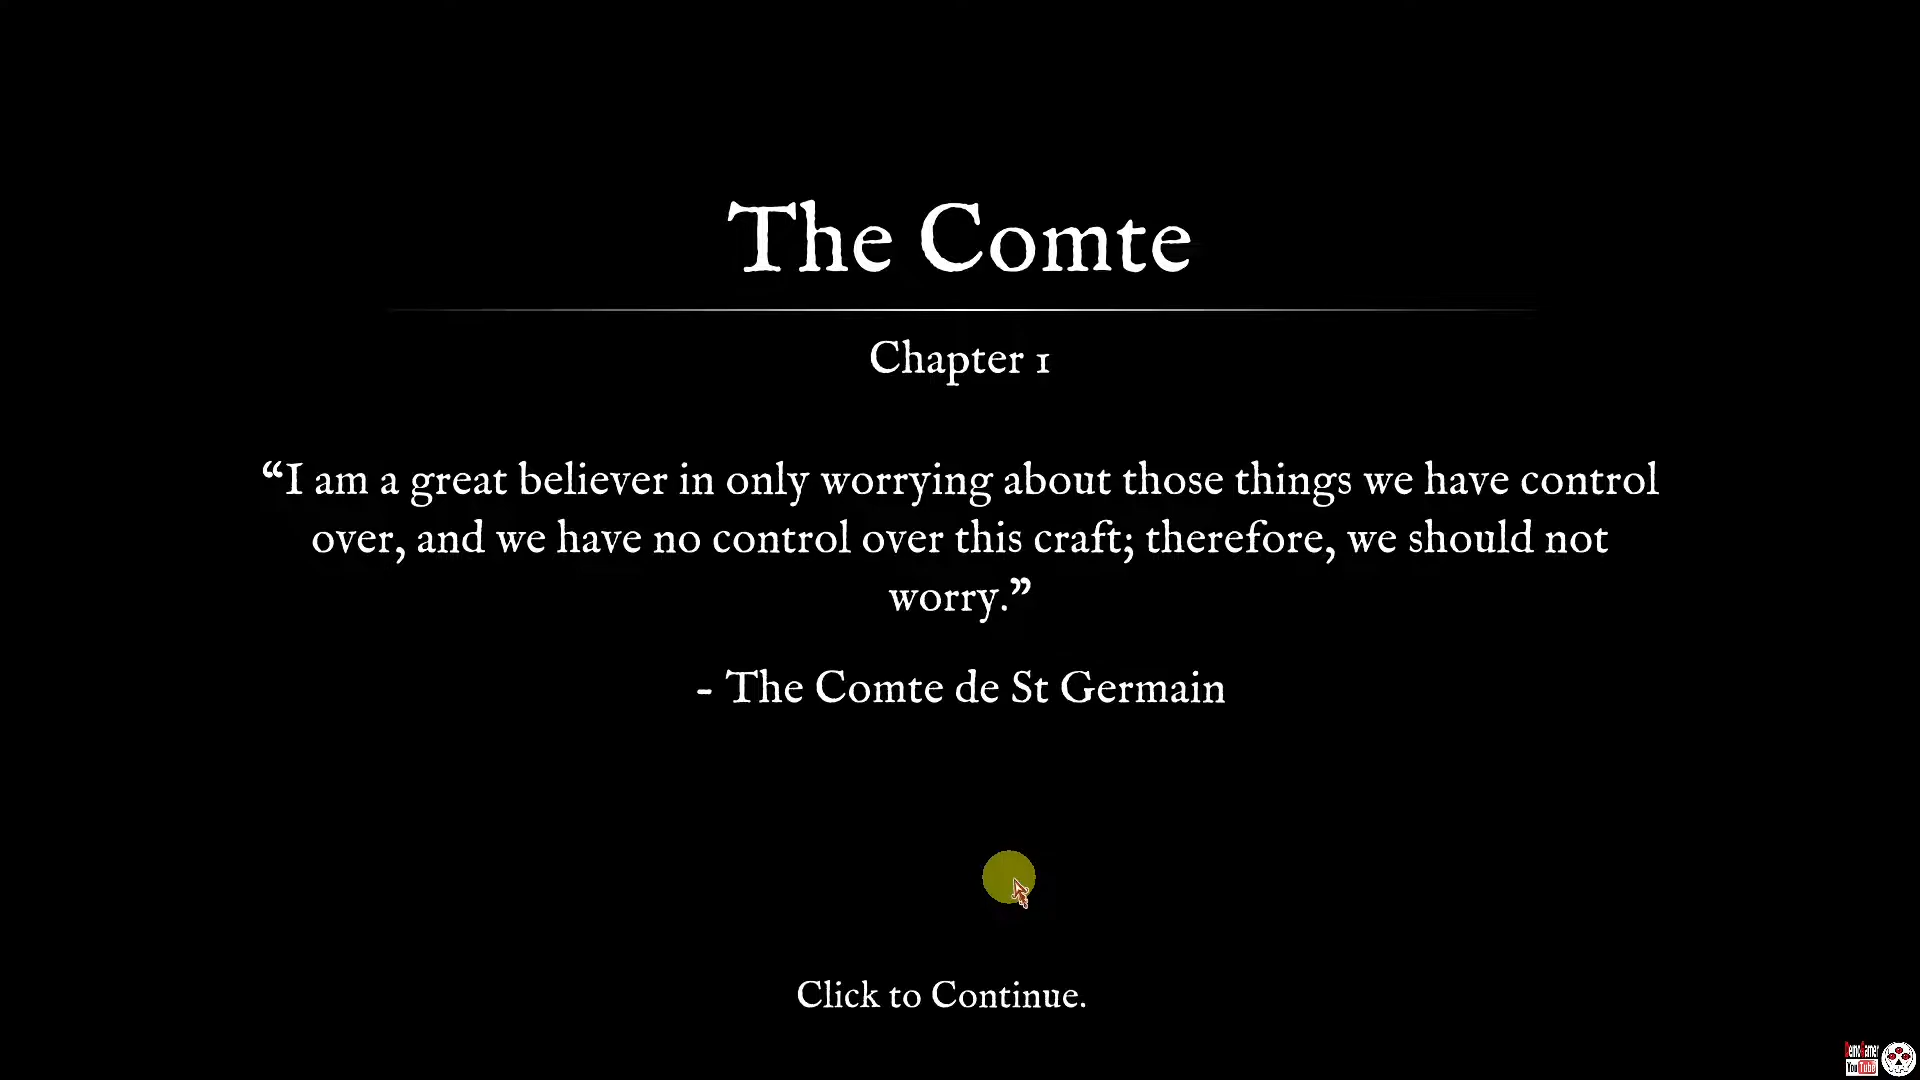 The Comte
Chapter 1
“I am a great believer in only worrying about those things we have control
over, and we have no control over this craft; therefore, we should not
worry.”
- The Comte de St Germain
Click to Continue.
DemoGamer
YouTube